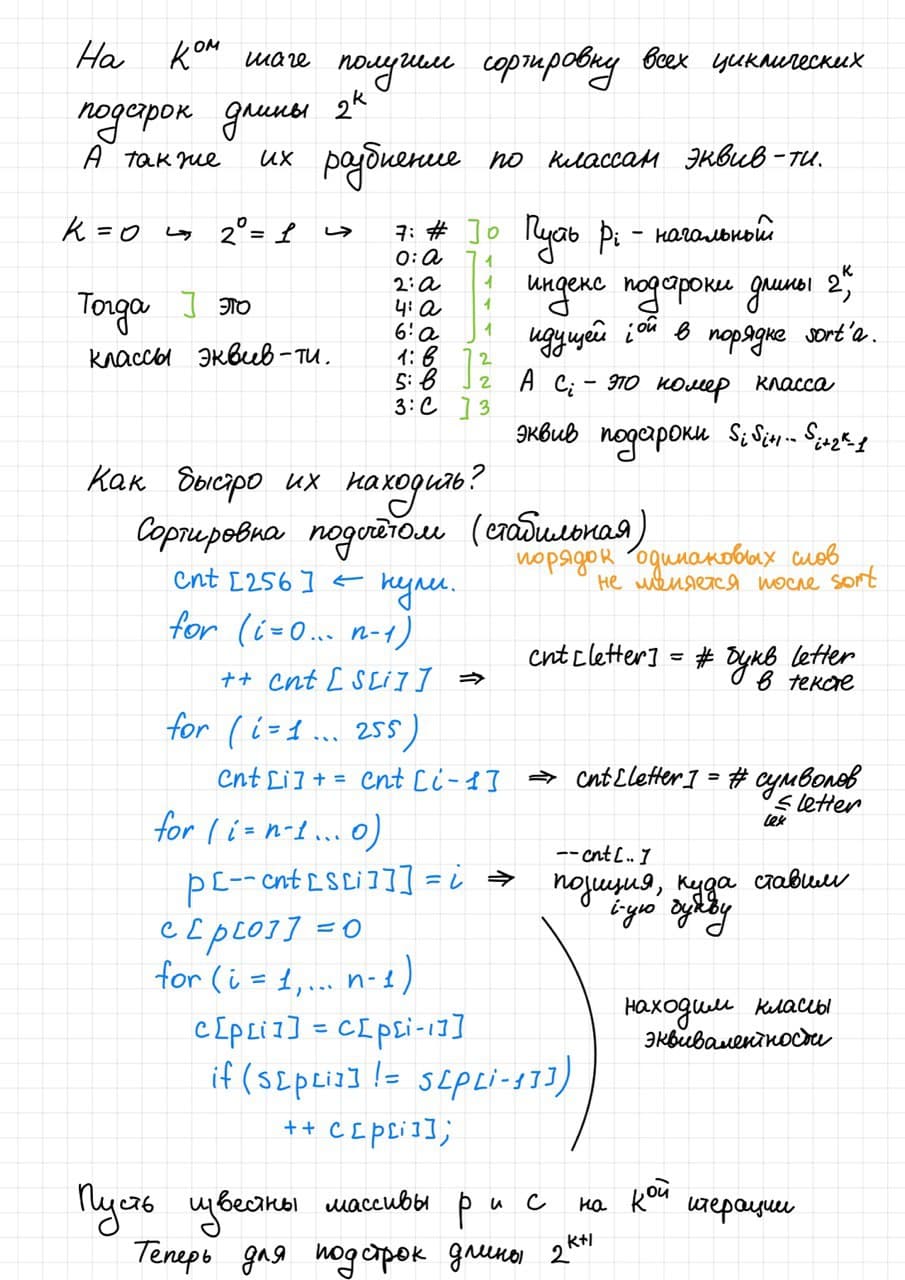 На K^ом шаге получим сортировку всех циклических
подстрок длины 2^k
А также их разбиение по классам эквив-ти.
K = 0 ↪ 2^0 = 1 ↪
7: # ] 0
0: a ] 1
2: a 1
4: a 1
6: a 1
1: b ] 2
5: b 2
3: c ] 3
Тогда ] это
классы эквив-ти.
Пусть p_i - начальный
индекс подстроки длины 2^k,
идущей i^ой в порядке sort'а.
А c_i - это номер класса
эквив подстроки S_i S_{i+1}... S_{i+2^k-1}
Как быстро их находить?
Сортировка подсчётом (стабильная)
порядок одинаковых слов
не меняется после sort
cnt [256] ← нули.
for (i=0... n-1)
++ cnt [S[i]] ⇒ cnt[letter] = # букв letter
в тексте
for (i=1 ... 255)
cnt[i] += cnt [i-1] ⇒ cnt[letter] = # сумволов
≤ letter
lex
for (i = n-1 ... 0)
p[--cnt[S[i]]] = i ⇒ --cnt[..]
позиция, куда ставим
i-ую букву
c[p[0]] = 0
for (i = 1,... n-1)
c[p[i]] = c[p[i-1]]
if (s[p[i]] != s[p[i-1]])
++ c[p[i]];
находим классы
эквивалентности
Пусть известны массивы p и c на K^ой итерации
Теперь для подстрок длины 2^{k+1}